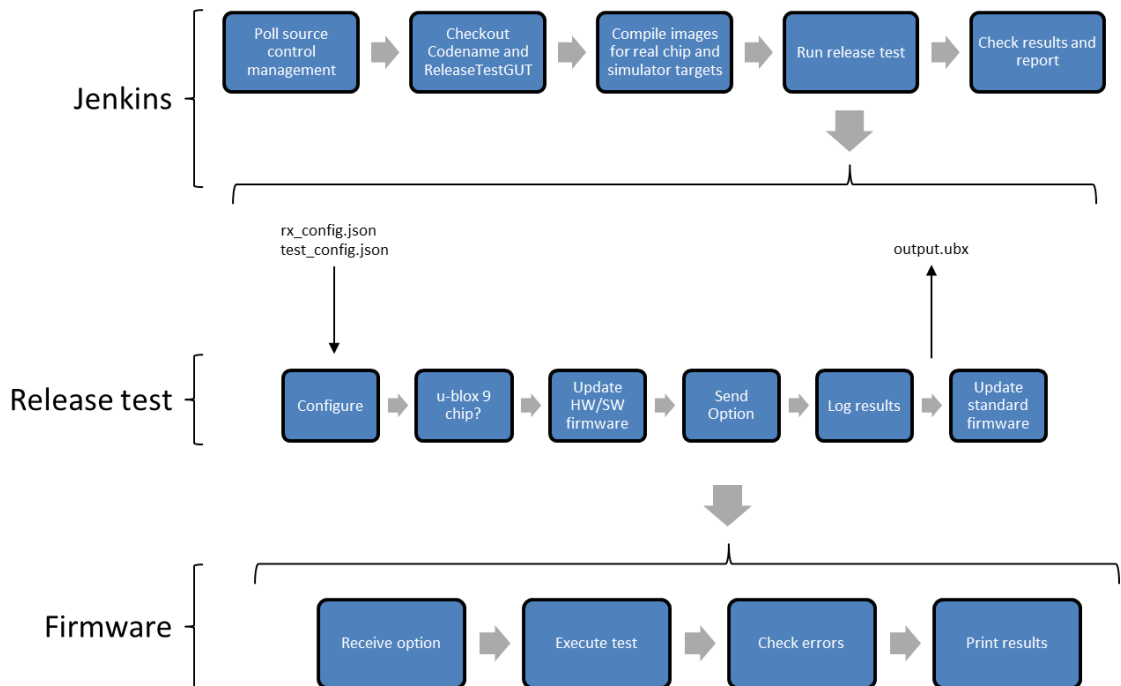 Poll source
control
management
Checkout
Codename and
ReleaseTestGUT
Compile images
for real chip and
simulator targets
Run release test
Check results and
report
Jenkins
rx_config.json
test_config.json
output.ubx
Release test
Configure
u-blox 9
chip?
Update
HW/SW
firmware
Send
Option
Log results
Update
standard
firmware
Firmware
Receive option
Execute test
Check errors
Print results